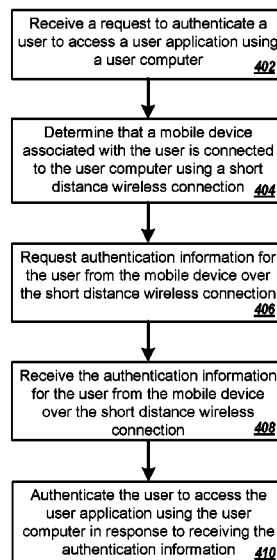 Receive a request to authenticate a
user to access a user application using
a user computer
402
Determine that a mobile device
associated with the user is connected
to the user computer using a short
distance wireless connection
404
Request authentication information for
the user from the mobile device over
the short distance wireless connection
406
Receive the authentication information
for the user from the mobile device
over the short distance wireless
connection
408
Authenticate the user to access the
user application using the user
computer in response to receiving the
authentication information
410